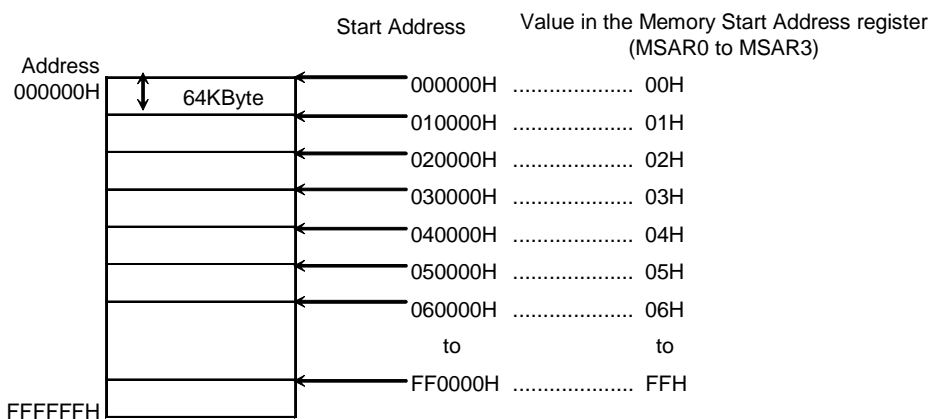 Start Address
Value in the Memory Start Address register
(MSAR0 to MSAR3)
Address
000000H
64KByte
000000H ..................... 00H
010000H ..................... 01H
020000H ..................... 02H
030000H ..................... 03H
040000H ..................... 04H
050000H ..................... 05H
060000H ..................... 06H
to to
FF0000H ..................... FFH
FFFFFFH